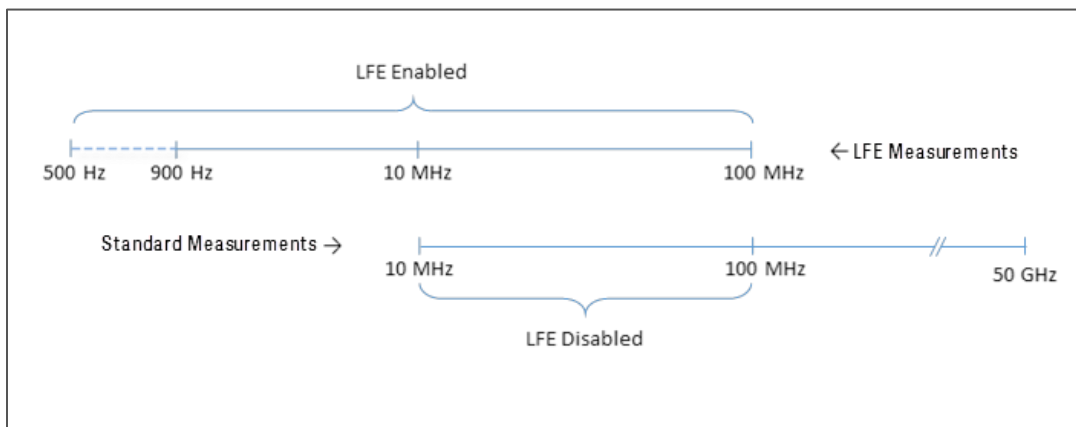 LFE Enabled
500 Hz 900 Hz 10 MHz 100 MHz ← LFE Measurements
Standard Measurements →
10 MHz 100 MHz 50 GHz
LFE Disabled